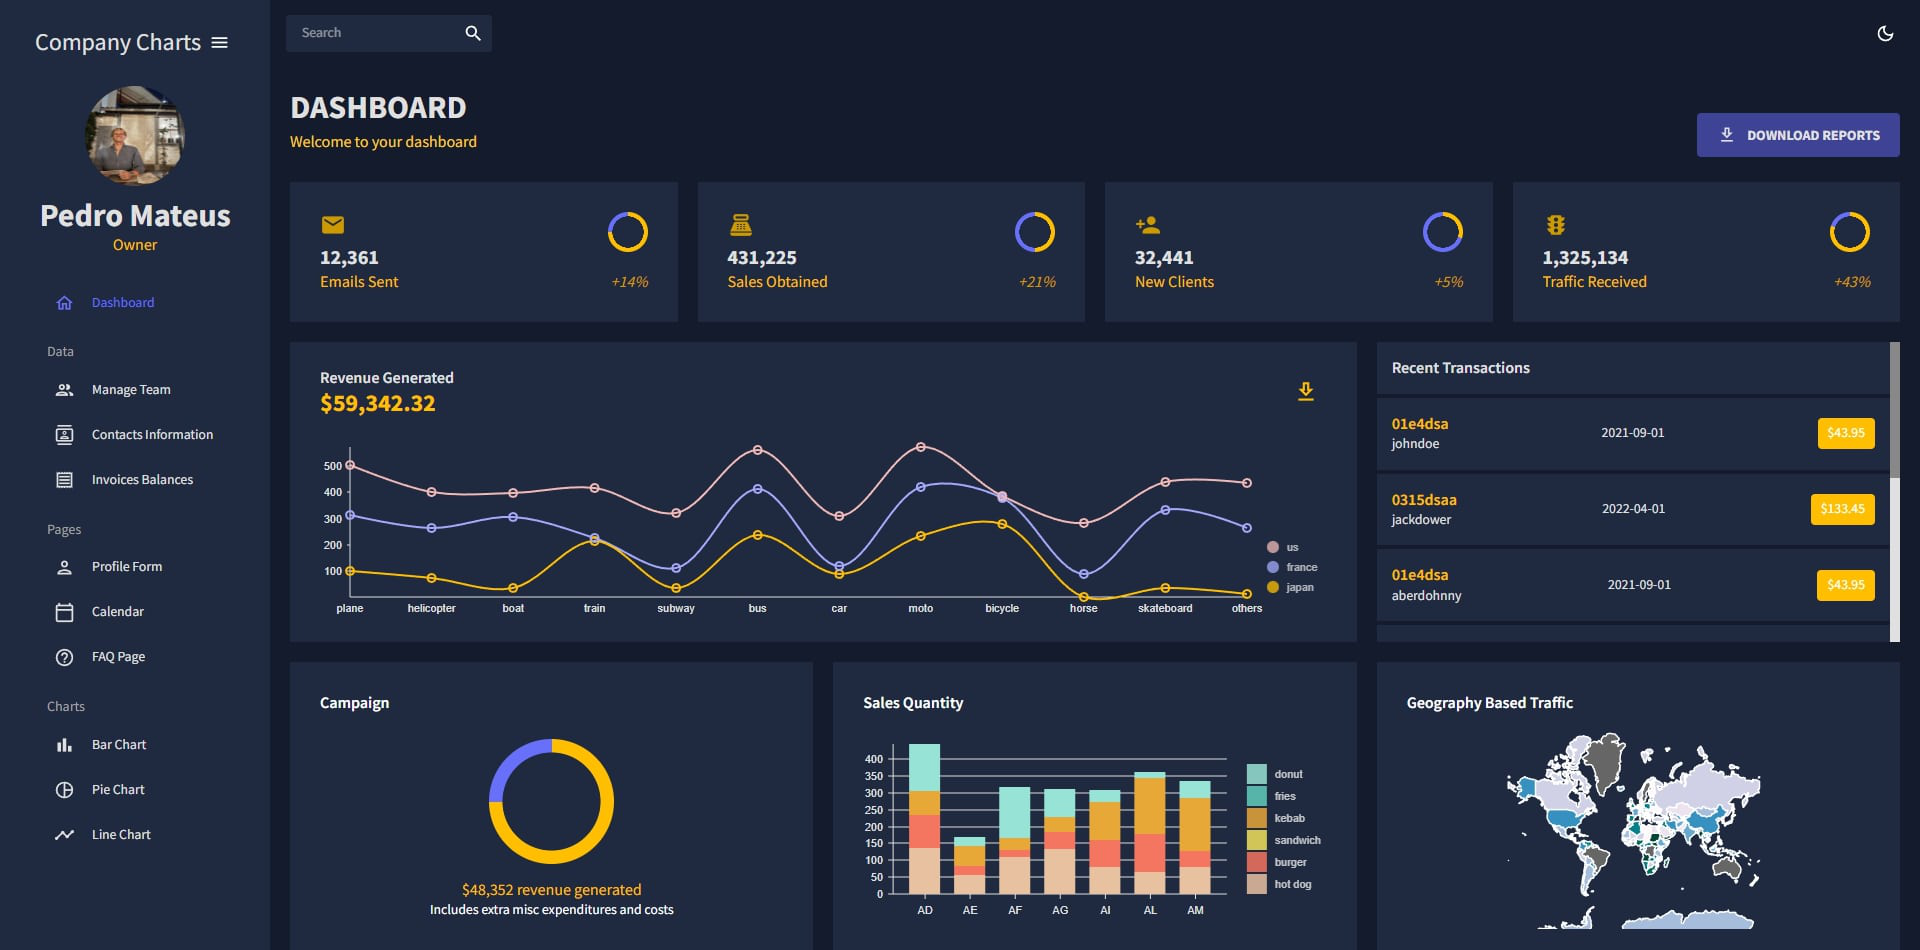 Company Charts
Search
Pedro Mateus
Owner
Dashboard
Data
Manage Team
Contacts Information
Invoices Balances
Pages
Profile Form
Calendar
FAQ Page
Charts
Bar Chart
Pie Chart
Line Chart
DASHBOARD
Welcome to your dashboard
DOWNLOAD REPORTS
12,361
Emails Sent
+14%
431,225
Sales Obtained
+21%
32,441
New Clients
+5%
1,325,134
Traffic Received
+43%
Revenue Generated
$59,342.32
500
400
300
200
100
plane helicopter boat train subway bus car moto bicycle horse skateboard others
us
france
japan
Recent Transactions
01e4dsa
johndoe
2021-09-01
$43.95
0315dsaa
jackdower
2022-04-01
$133.45
01e4dsa
aberdohnny
2021-09-01
$43.95
Campaign
$48,352 revenue generated
Includes extra misc expenditures and costs
Sales Quantity
400
350
300
250
200
150
100
50
0
AD AE AF AG AI AL AM
donut
fries
kebab
sandwich
burger
hot dog
Geography Based Traffic